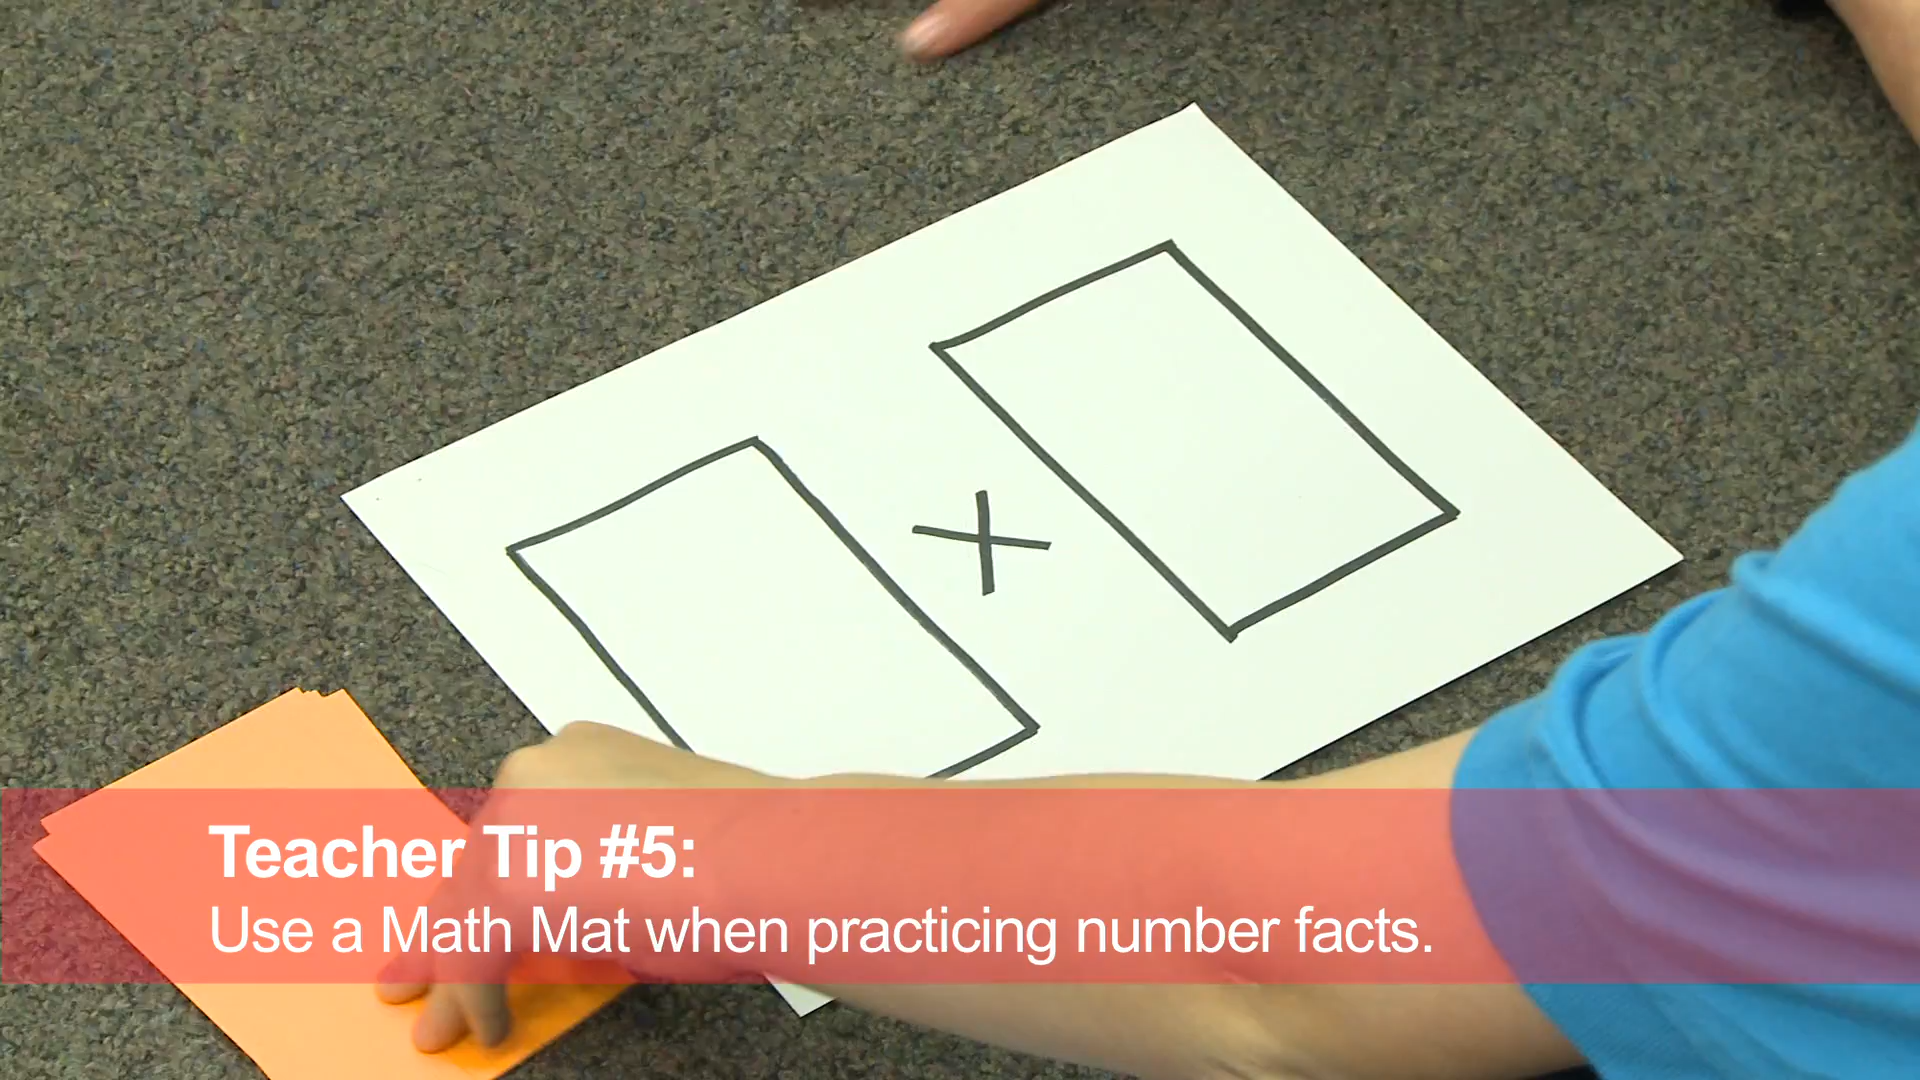 X
Teacher Tip #5:
Use a Math Mat when practicing number facts.